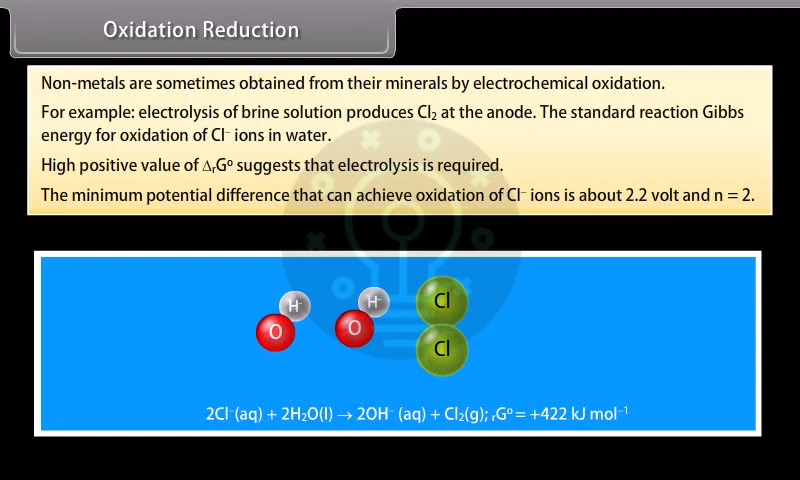 Oxidation Reduction
Non-metals are sometimes obtained from their minerals by electrochemical oxidation.
For example: electrolysis of brine solution produces Cl₂ at the anode. The standard reaction Gibbs
energy for oxidation of Cl⁻ ions in water.
High positive value of ΔᵣG⁰ suggests that electrolysis is required.
The minimum potential difference that can achieve oxidation of Cl⁻ ions is about 2.2 volt and n = 2.
H⁻ H⁻ Cl
O O
Cl
2Cl⁻(aq) + 2H₂O(l) → 2OH⁻ (aq) + Cl₂(g); ᵣG⁰ = +422 kJ mol⁻¹